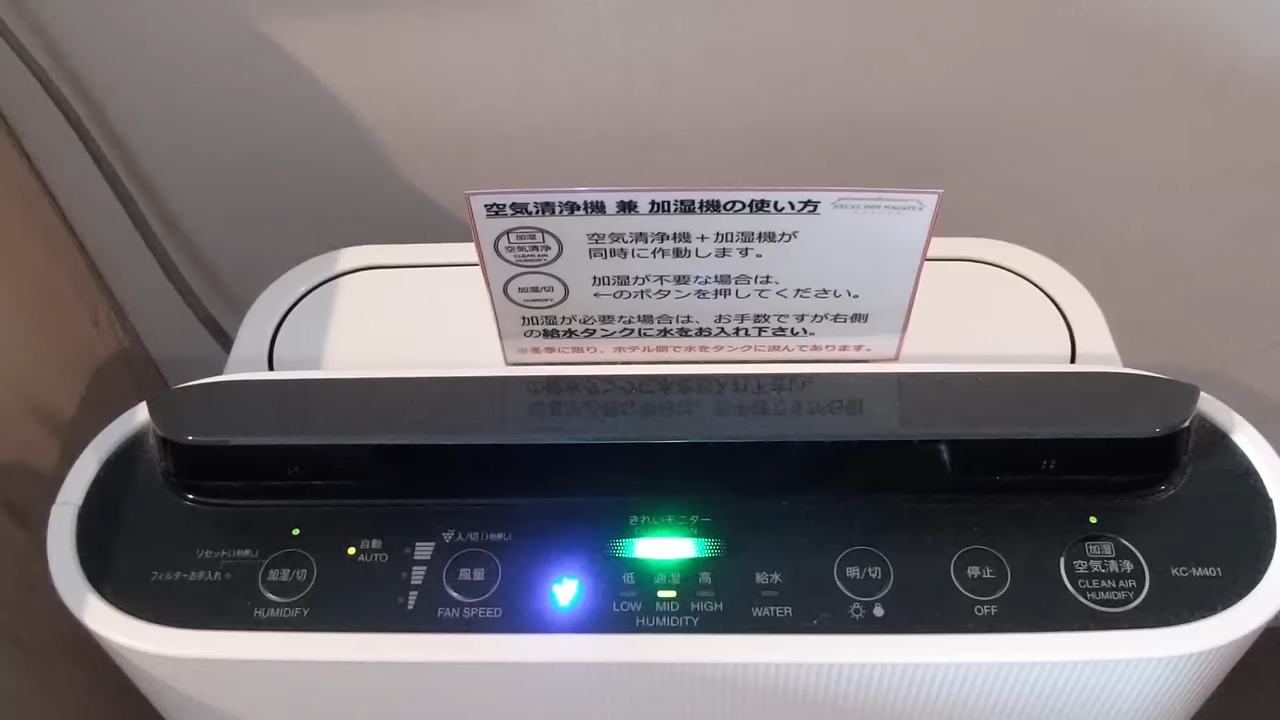 空気清浄機 兼 加湿機の使い方
加湿
空気清浄
CLEAN AIR
HUMIDIFY
空気清浄機＋加湿機が
同時に作動します。
加湿/切
HUMIDIFY
加湿が不要な場合は、
←のボタンを押してください。
加湿が必要な場合は、お手数ですが右側
の給水タンクに水をお入れ下さい。
※冬季に限り、ホテル側で水をタンクに汲んであります。
リセット(3秒押し)
フィルターお手入れ
加湿/切
HUMIDIFY
自動
AUTO
入/切(3秒押し)
風量
FAN SPEED
きれいモニター
低 適湿 高
LOW MID HIGH
HUMIDITY
給水
WATER
明/切
停止
OFF
加湿
空気清浄
CLEAN AIR
HUMIDIFY
KC-M401